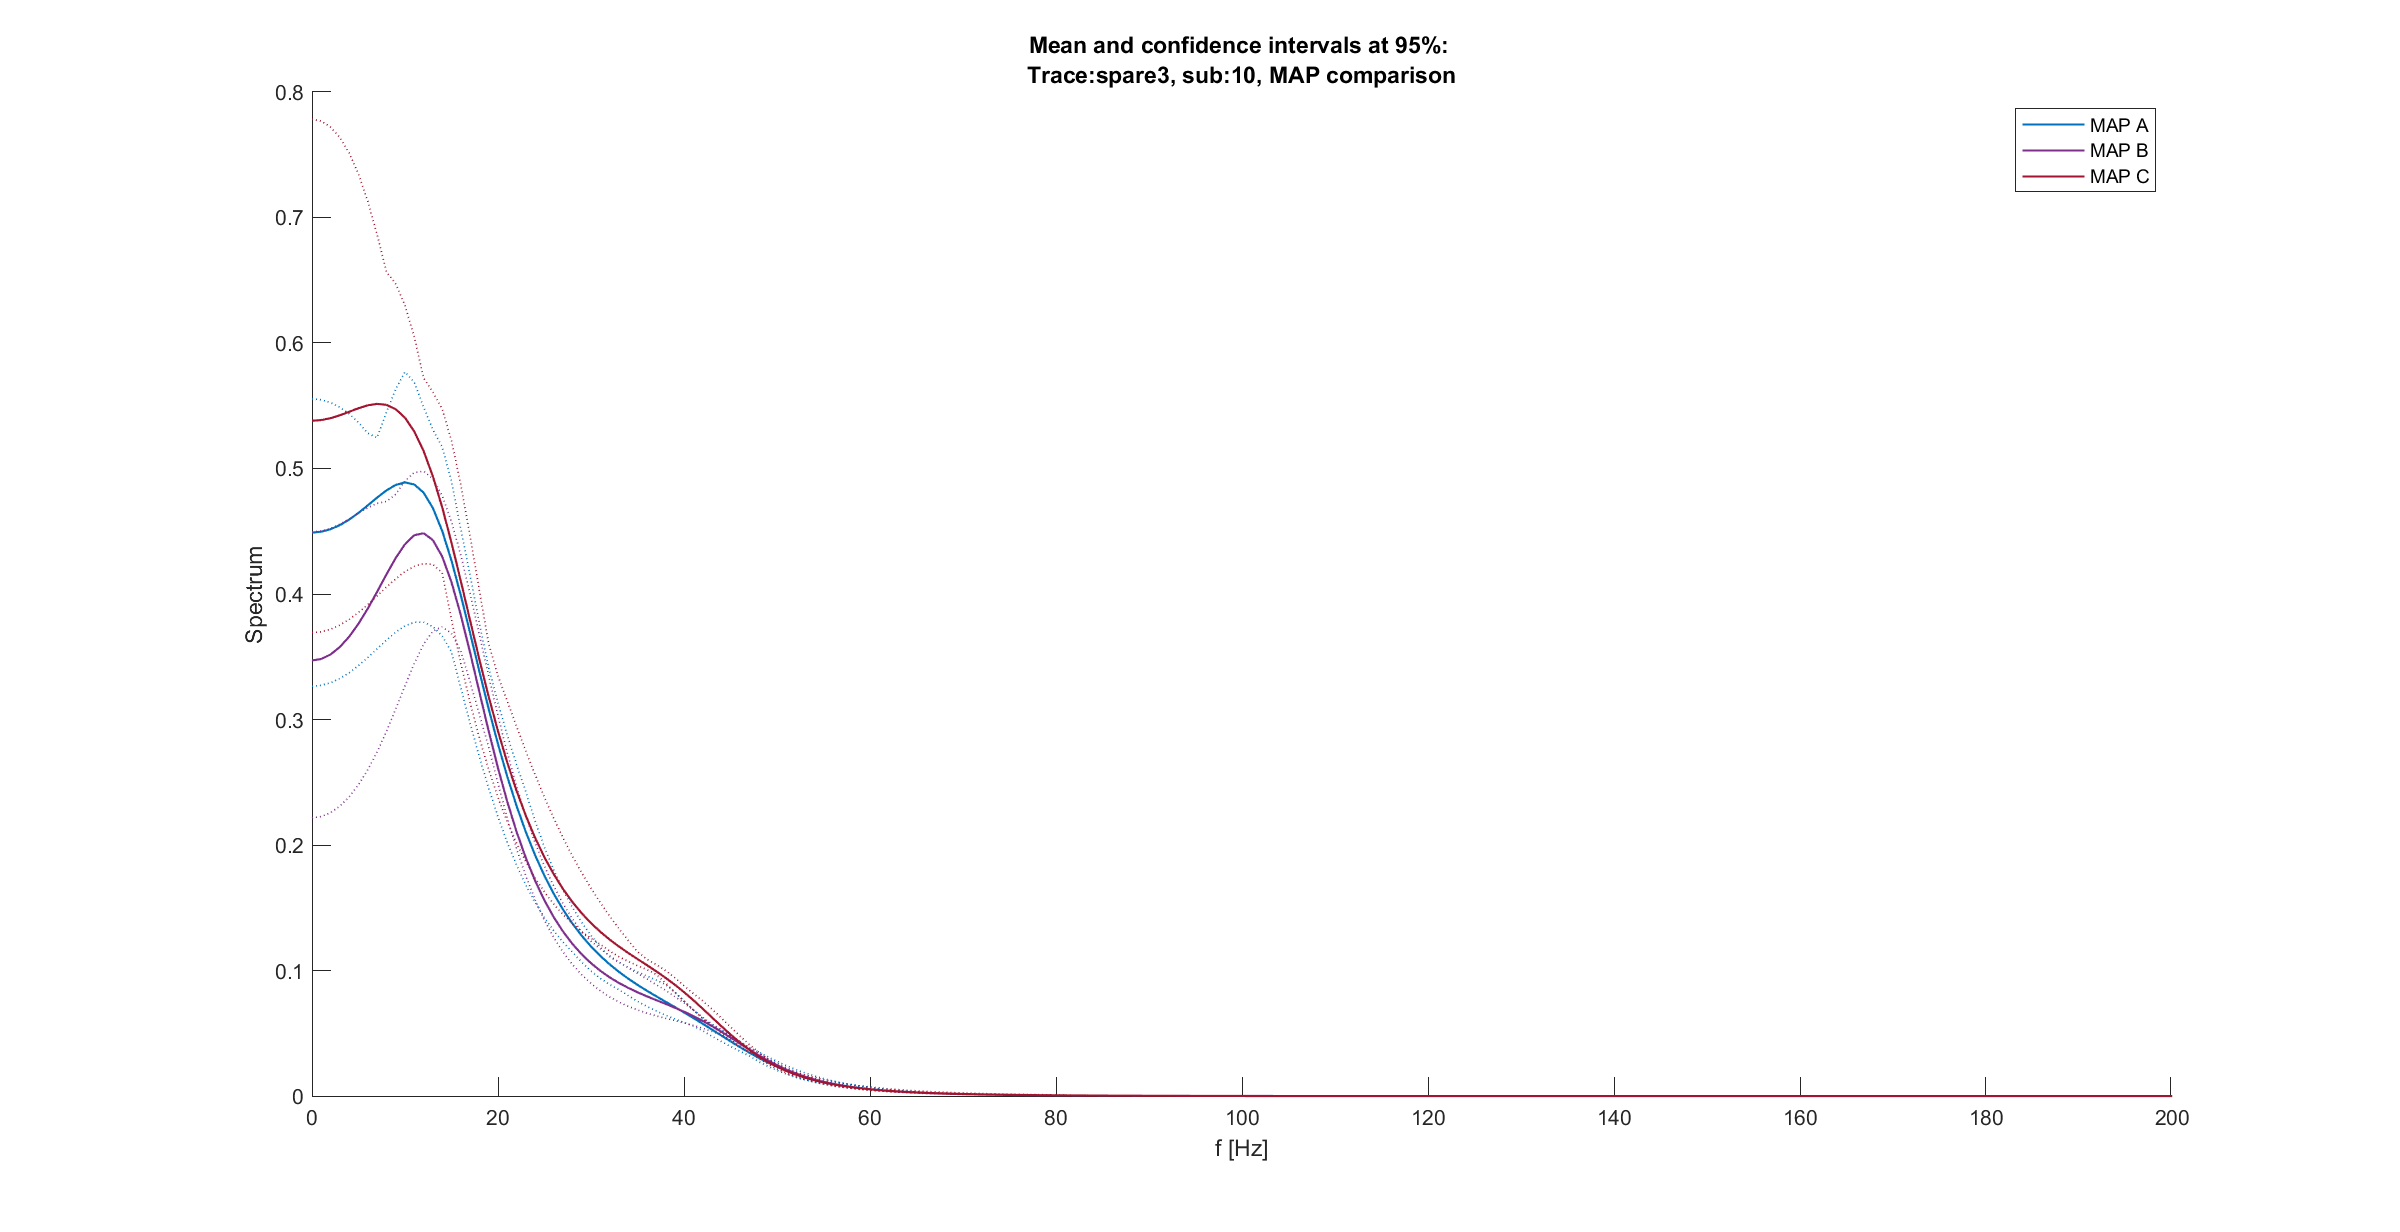 Mean and confidence intervals at 95%:
Trace:spare3, sub:10, MAP comparison
MAP A
MAP B
MAP C
Spectrum
0.8
0.7
0.6
0.5
0.4
0.3
0.2
0.1
0
0 20 40 60 80 100 120 140 160 180 200
f [Hz]